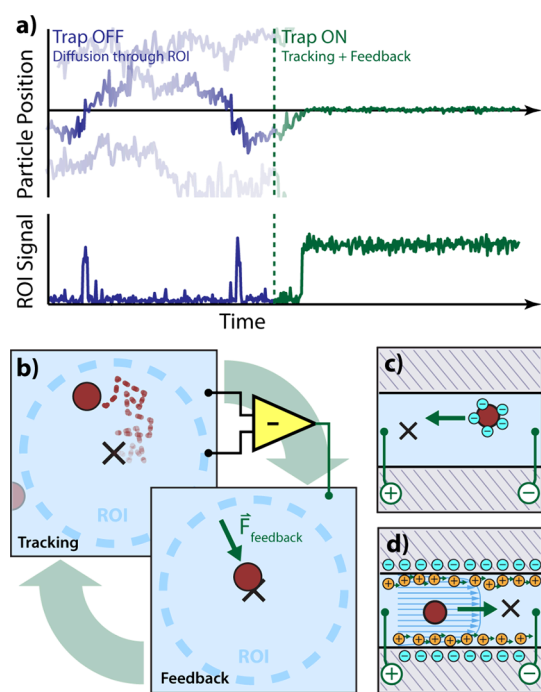 a)
Trap OFF
Diffusion through ROI
Trap ON
Tracking + Feedback
Particle Position
ROI Signal
Time
b)
ROI
Tracking
-
F⃗feedback
ROI
Feedback
c)
×
- - - - -
+ -
d)
- - - - - - - - - -
+ + + + + + + +
+ -
+ + + + + + + +
- - - - - - - -